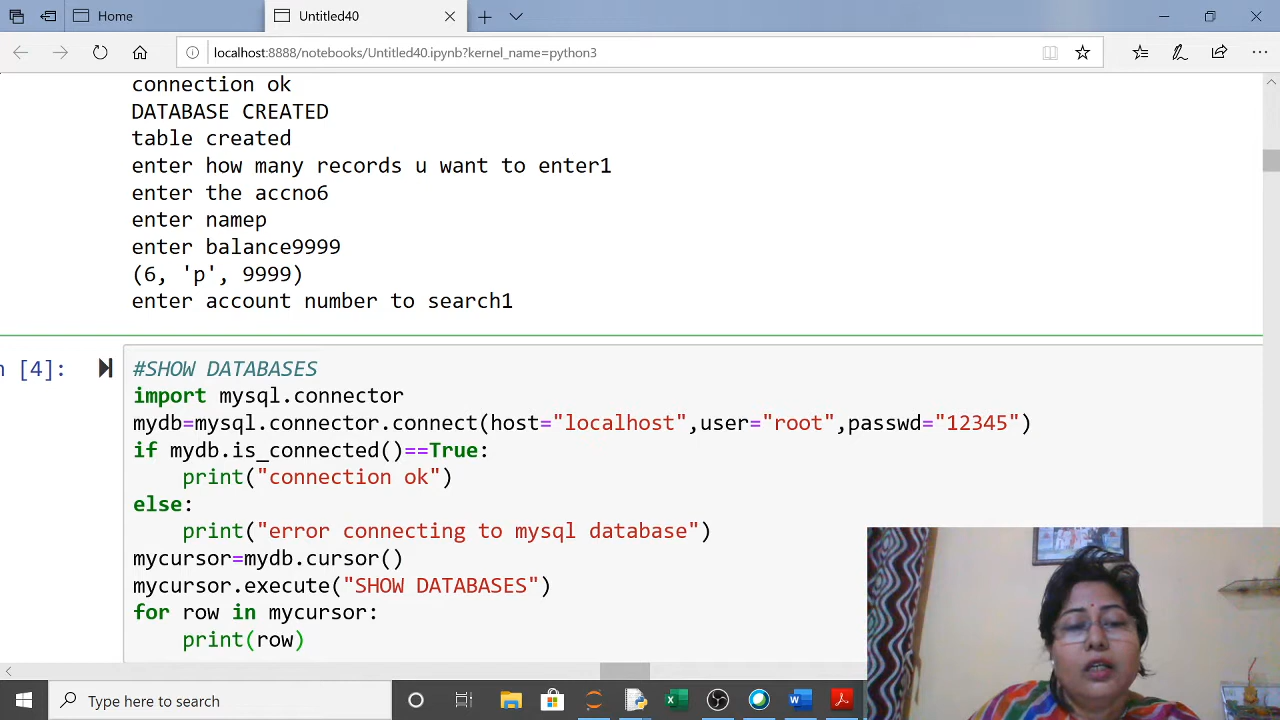 Home
Untitled40
localhost:8888/notebooks/Untitled40.ipynb?kernel_name=python3
connection ok
DATABASE CREATED
table created
enter how many records u want to enter1
enter the accno6
enter namep
enter balance9999
(6, 'p', 9999)
enter account number to search1
n [4]:
#SHOW DATABASES
import mysql.connector
mydb=mysql.connector.connect(host="localhost",user="root",passwd="12345")
if mydb.is_connected()==True:
print("connection ok")
else:
print("error connecting to mysql database")
mycursor=mydb.cursor()
mycursor.execute("SHOW DATABASES")
for row in mycursor:
print(row)
Type here to search